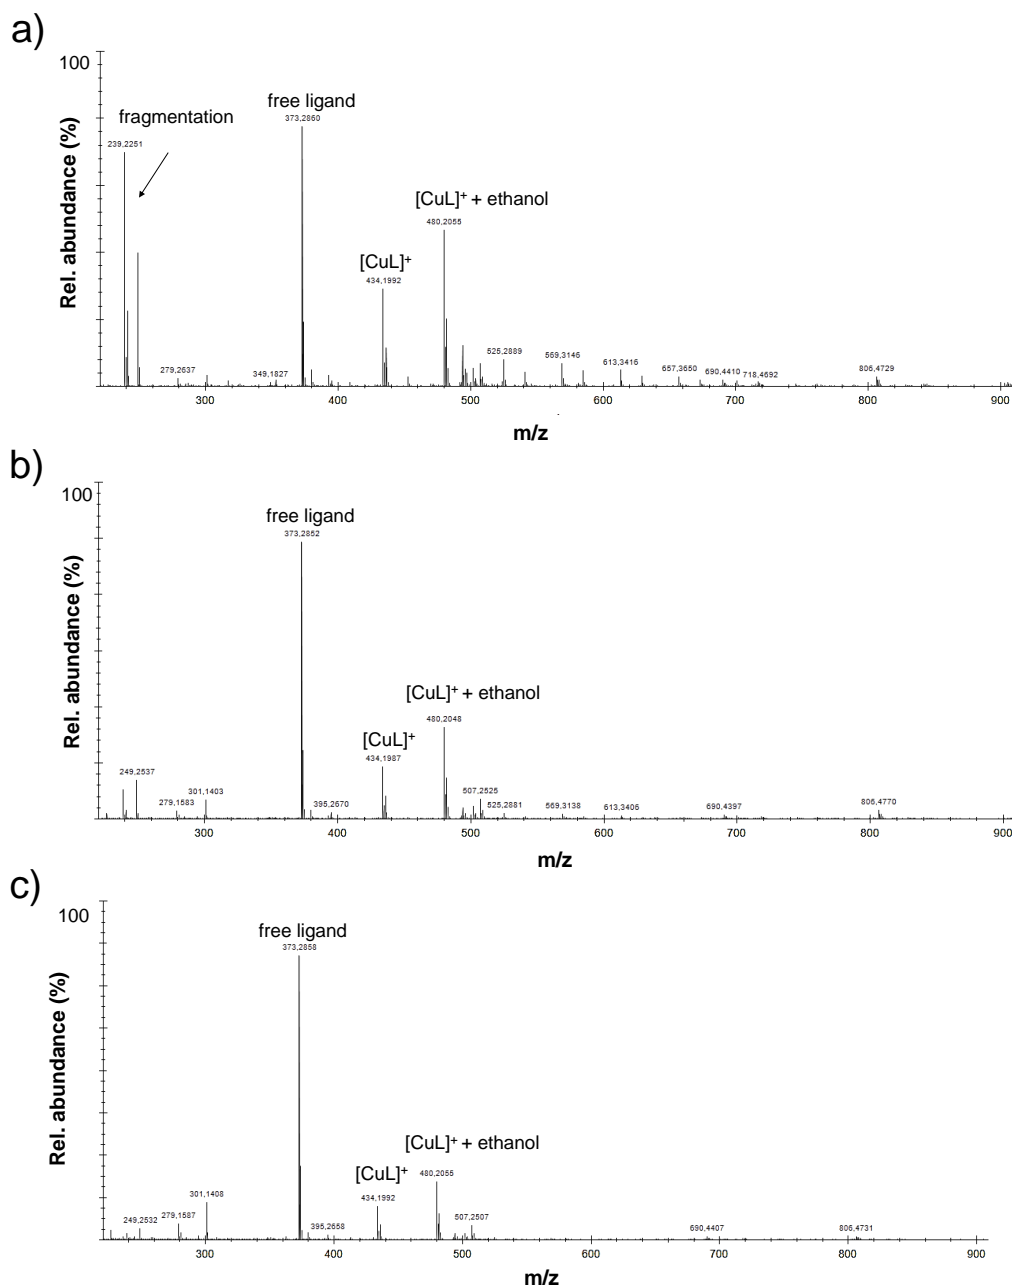 a)
100
fragmentation
free ligand
373,2860
239,2251
[CuL]⁺ + ethanol
480,2055
[CuL]⁺
434,1992
Rel. abundance (%)
279,2637
349,1827
525,2889
569,3146
613,3416
657,3650
690,4410
718,4692
806,4729
300 400 500 600 700 800 900
m/z
b)
100
free ligand
373,2852
[CuL]⁺ + ethanol
480,2048
[CuL]⁺
434,1987
Rel. abundance (%)
249,2537
279,1583
301,1403
395,2670
507,2525
525,2881
569,3138
613,3406
690,4397
806,4770
200 400 500 600 700 800 900
m/z
c)
100
free ligand
373,2858
[CuL]⁺ + ethanol
480,2055
[CuL]⁺
434,1992
Rel. abundance (%)
249,2532
279,1587
301,1408
395,2658
507,2507
690,4407
806,4731
200 400 500 600 700 800 900
m/z